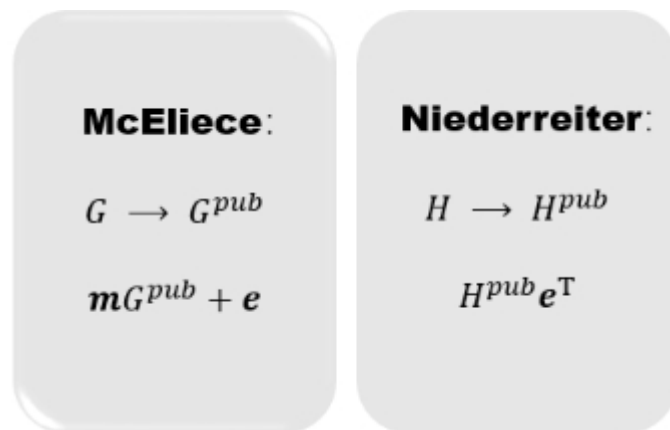 McEliece:
G → G^pub
mG^pub + e
Niederreiter:
H → H^pub
H^pub e^T